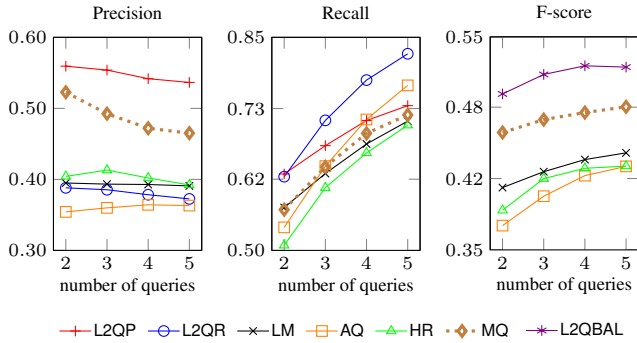 Precision
Recall
F-score
0.60
0.50
0.40
0.30
2 3 4 5
number of queries
0.85
0.73
0.62
0.50
2 3 4 5
number of queries
0.55
0.48
0.42
0.35
2 3 4 5
number of queries
L2QP L2QR LM AQ HR MQ L2QBAL